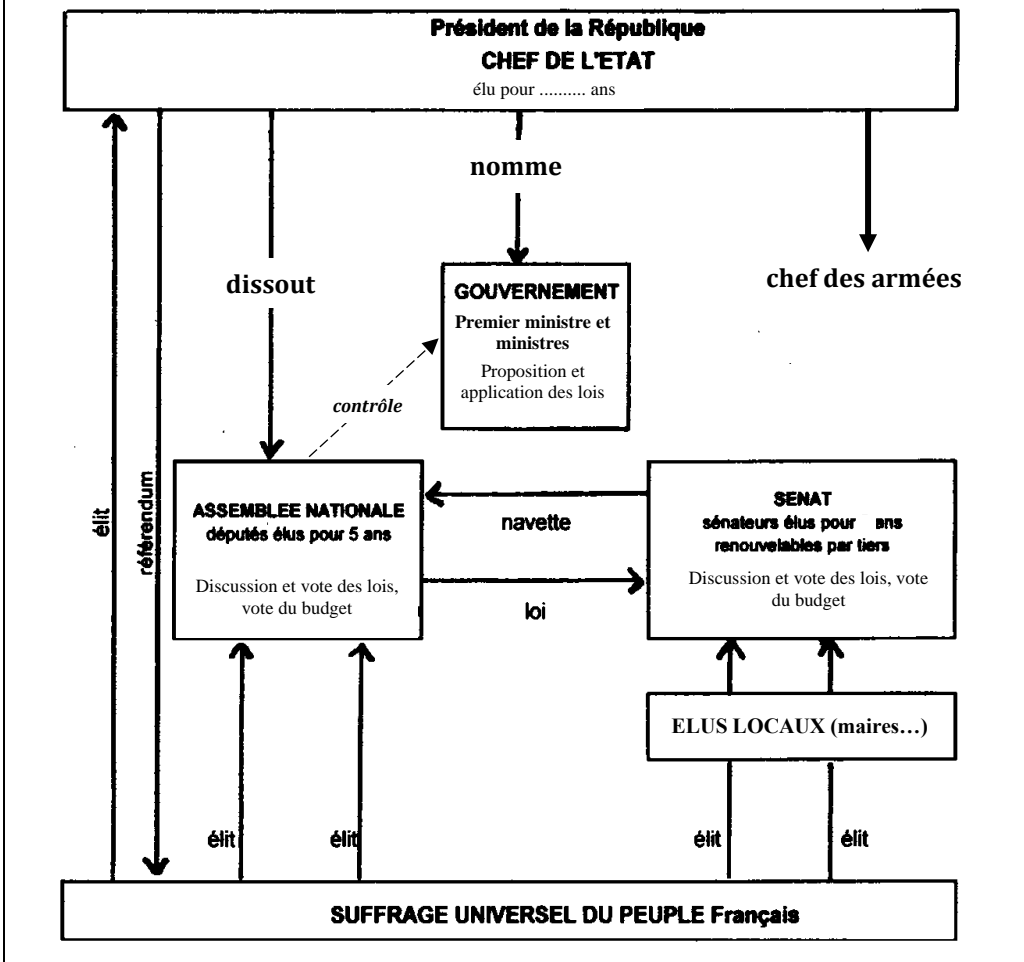 Président de la République
CHEF DE L'ETAT
élu pour .......... ans
nomme
dissout
chef des armées
GOUVERNEMENT
Premier ministre et
ministres
Proposition et
application des lois
contrôle
élit
référendum
ASSEMBLEE NATIONALE
députés élus pour 5 ans
Discussion et vote des lois,
vote du budget
navette
loi
SENAT
sénateurs élus pour ans
renouvelables par tiers
Discussion et vote des lois, vote
du budget
ELUS LOCAUX (maires…)
élit
élit
élit
élit
SUFFRAGE UNIVERSEL DU PEUPLE Français